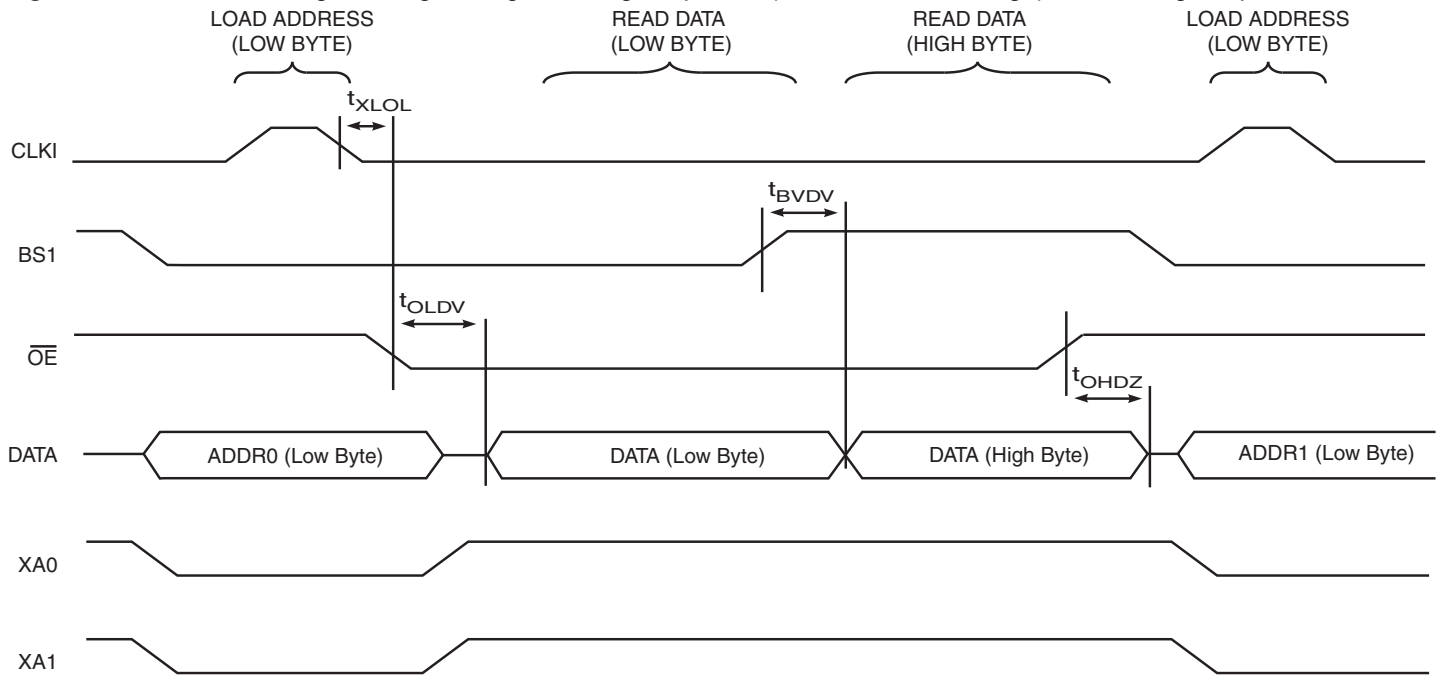 LOAD ADDRESS
(LOW BYTE)
READ DATA
(LOW BYTE)
READ DATA
(HIGH BYTE)
LOAD ADDRESS
(LOW BYTE)
tXLOL
CLKI
tBVDV
BS1
tOLDV
OE
tOHDZ
DATA
ADDR0 (Low Byte)
DATA (Low Byte)
DATA (High Byte)
ADDR1 (Low Byte)
XA0
XA1